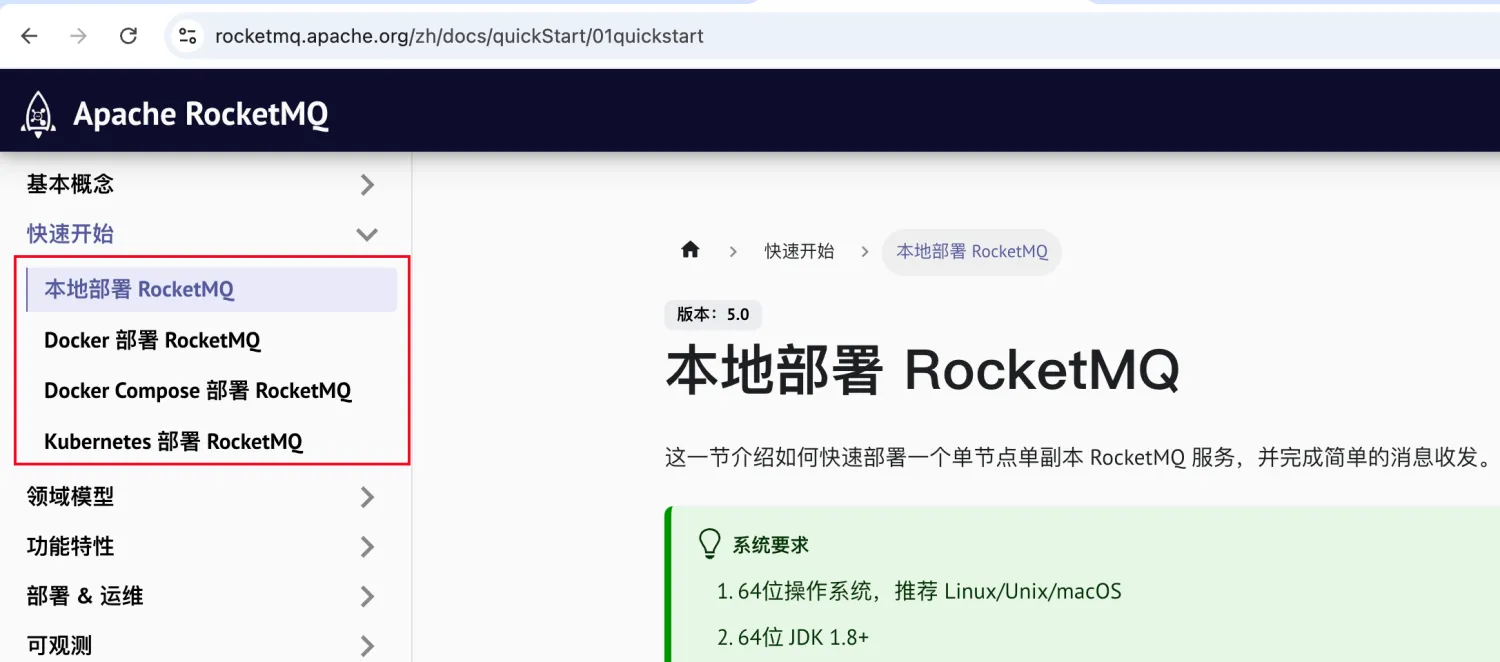 rocketmq.apache.org/zh/docs/quickStart/01quickstart
Apache RocketMQ
基本概念
快速开始
本地部署 RocketMQ
Docker 部署 RocketMQ
Docker Compose 部署 RocketMQ
Kubernetes 部署 RocketMQ
领域模型
功能特性
部署 & 运维
可观测
快速开始 本地部署 RocketMQ
版本：5.0
本地部署 RocketMQ
这一节介绍如何快速部署一个单节点单副本 RocketMQ 服务，并完成简单的消息收发。
系统要求
1. 64位操作系统，推荐 Linux/Unix/macOS
2. 64位 JDK 1.8+